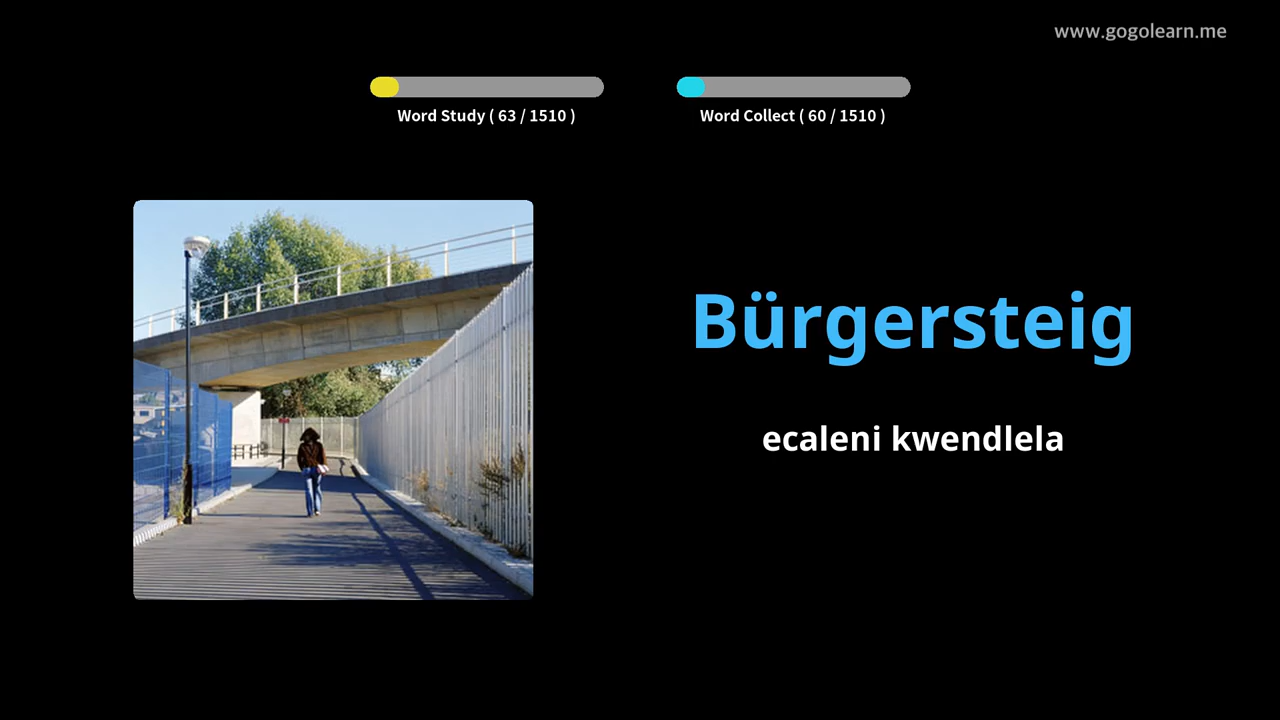 www.gogolearn.me
Word Study ( 63 / 1510 )
Word Collect ( 60 / 1510 )
Bürgersteig
ecaleni kwendlela